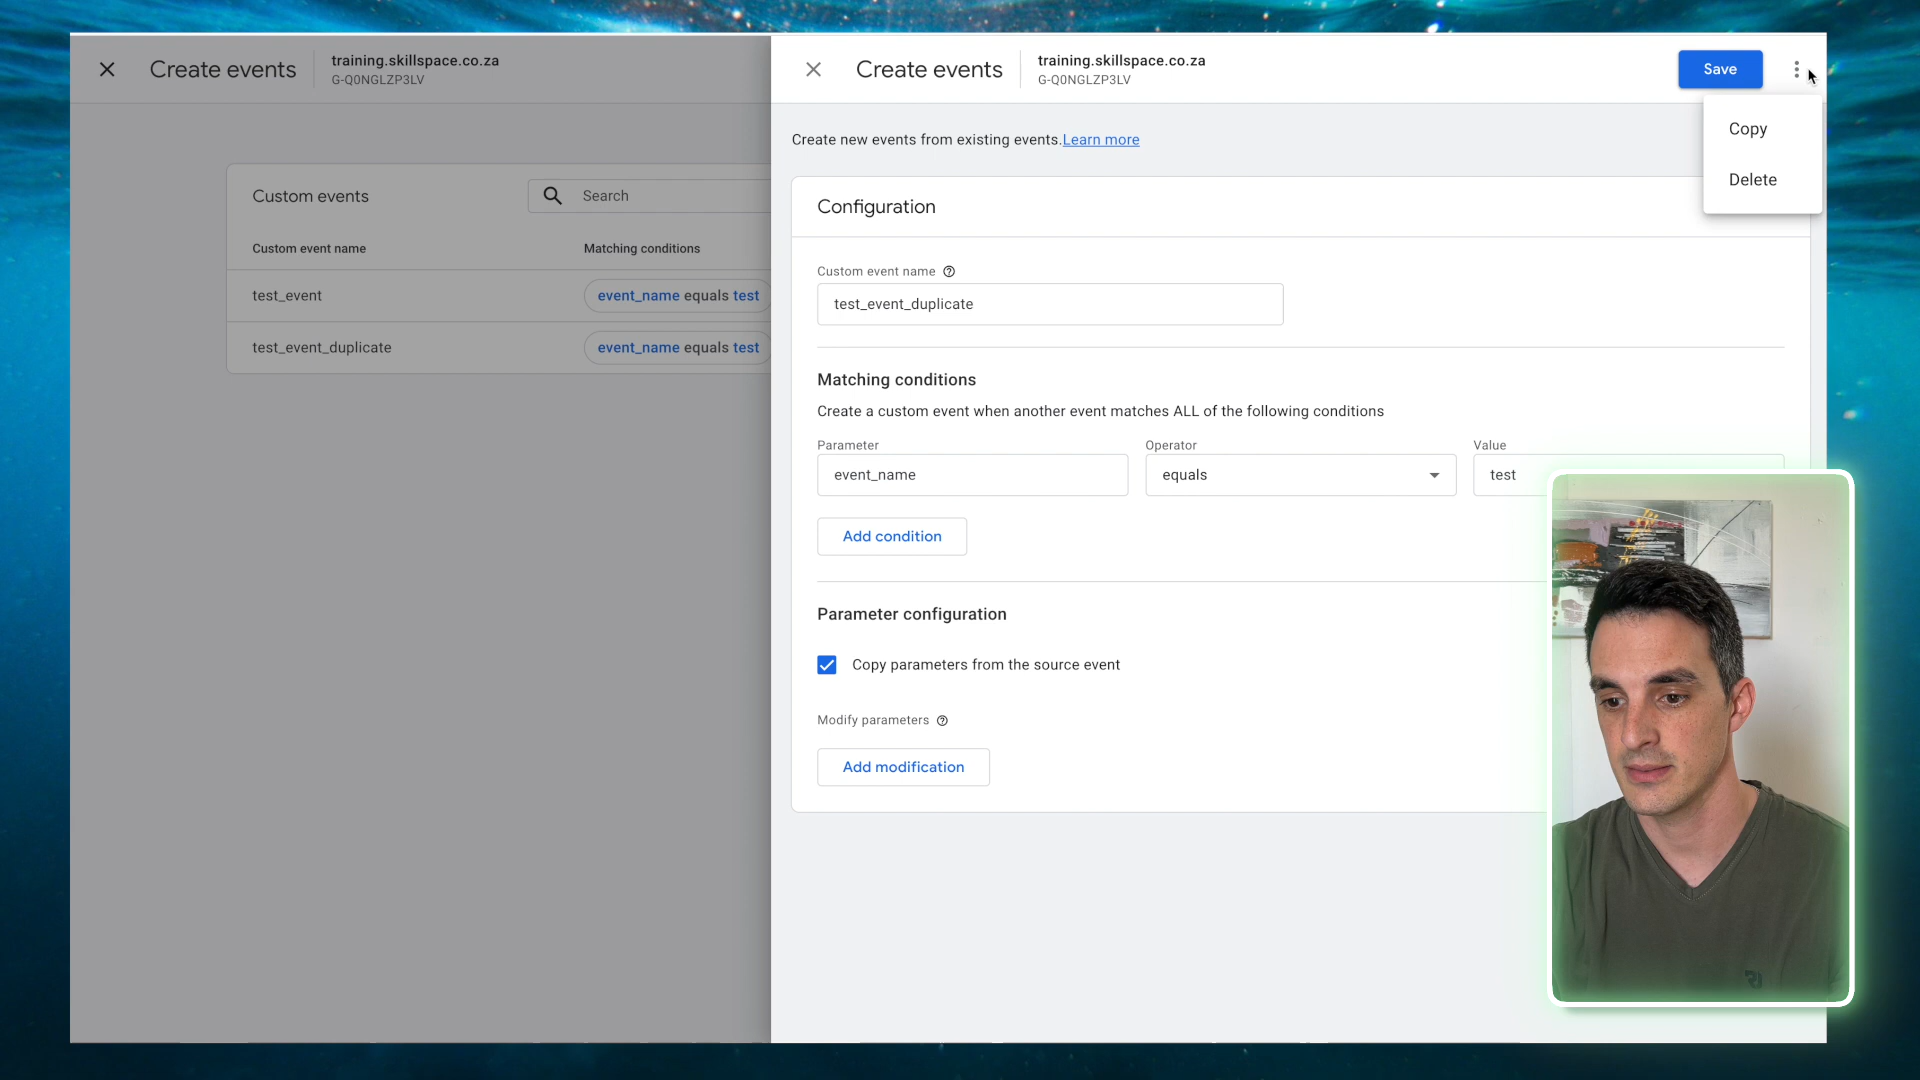 Create events
training.skillspace.co.za
G-Q0NGLZP3LV
Custom events
Search
Custom event name
Matching conditions
test_event
event_name equals test
test_event_duplicate
event_name equals test
Create events
training.skillspace.co.za
G-Q0NGLZP3LV
Save
Copy
Delete
Create new events from existing events. Learn more
Configuration
Custom event name
test_event_duplicate
Matching conditions
Create a custom event when another event matches ALL of the following conditions
Parameter
Operator
Value
event_name
equals
test
Add condition
Parameter configuration
Copy parameters from the source event
Modify parameters
Add modification